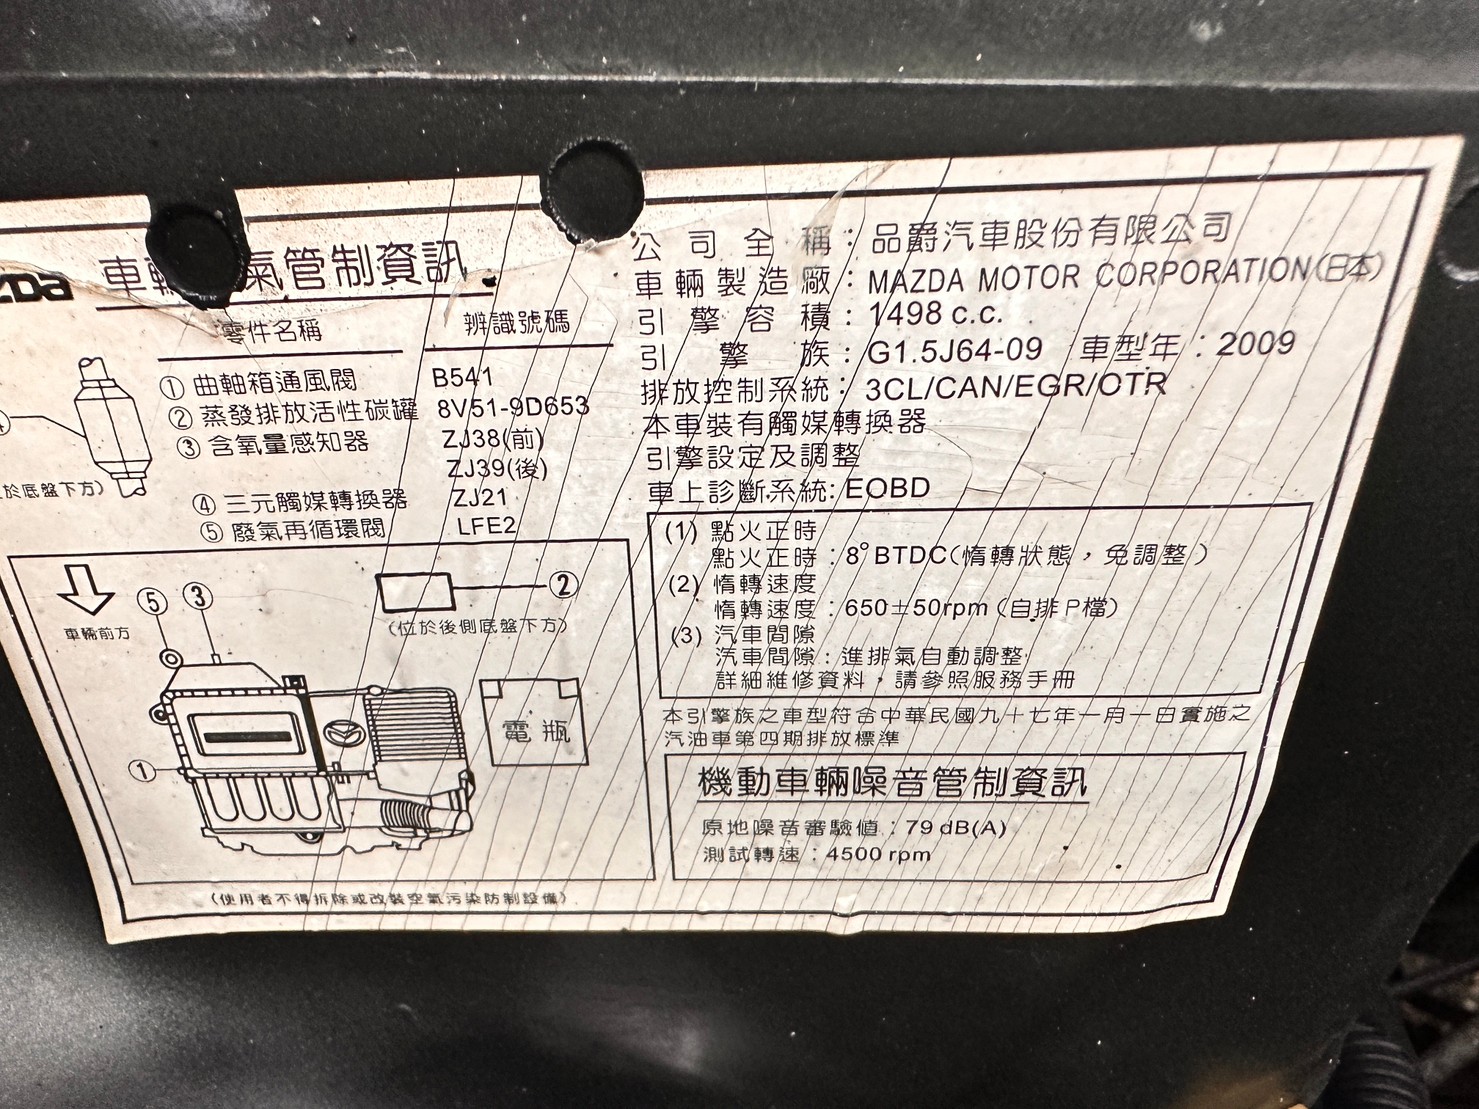 zDa 車輛 氣管制資訊
零件名稱 辨識號碼
① 曲軸箱通風閥 B541
② 蒸發排放活性碳罐 8V51-9D653
③ 含氧量感知器 ZJ38(前)
ZJ39(後)
④ 三元觸媒轉換器 ZJ21
⑤ 廢氣再循環閥 LFE2
於底盤下方)
車輛前方
⑤ ③ ②
(位於後側底盤下方)
電瓶
①
(使用者不得拆除或改裝空氣污染防制設備)
公司全稱:品爵汽車股份有限公司
車輛製造廠:MAZDA MOTOR CORPORATION(日本)
引擎容積:1498 c.c.
引擎族:G1.5J64-09 車型年:2009
排放控制系統:3CL/CAN/EGR/OTR
本車裝有觸媒轉換器
引擎設定及調整
車上診斷系統:EOBD
(1) 點火正時
點火正時:8° BTDC(惰轉狀態,免調整)
(2) 惰轉速度
惰轉速度:650±50rpm(自排P檔)
(3) 汽車間隙
汽車間隙:進排氣自動調整
詳細維修資料,請參照服務手冊
本引擎族之車型符合中華民國九十七年一月一日實施之
汽油車第四期排放標準
機動車輛噪音管制資訊
原地噪音審驗值:79 dB(A)
測試轉速:4500 rpm